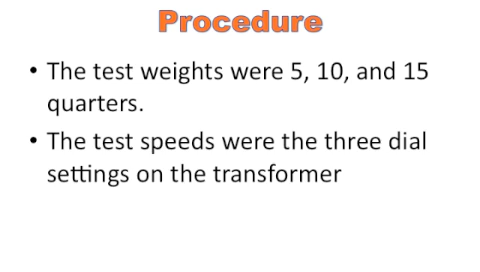 Procedure
• The test weights were 5, 10, and 15
quarters.
• The test speeds were the three dial
settings on the transformer